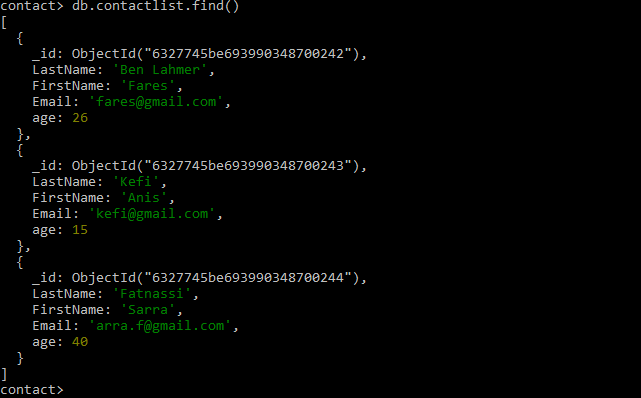 contact> db.contactlist.find()
[
  {
    _id: ObjectId("6327745be693990348700242"),
    LastName: 'Ben Lahmer',
    FirstName: 'Fares',
    Email: 'fares@gmail.com',
    age: 26
  },
  {
    _id: ObjectId("6327745be693990348700243"),
    LastName: 'Kefi',
    FirstName: 'Anis',
    Email: 'kefi@gmail.com',
    age: 15
  },
  {
    _id: ObjectId("6327745be693990348700244"),
    LastName: 'Fatnassi',
    FirstName: 'Sarra',
    Email: 'arra.f@gmail.com',
    age: 40
  }
]
contact>